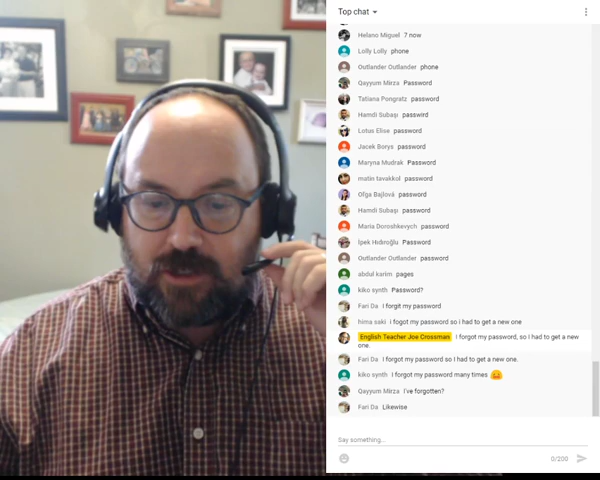 Top chat
Helano Miguel 7 now
Lolly Lolly phone
Outlander Outlander phone
Qayyum Mirza Password
Tatiana Pongratz password
Hamdi Subaşı passwird
Lotus Elise password
Jacek Borys password
Maryna Mudrak Password
matin tavakkol password
Oľga Bajlová password
Hamdi Subaşı password
Maria Doroshkevych password
İpek Hıdıroğlu Password
Outlander Outlander password
abdul karim pages
kiko synth Password?
Fari Da I forgit my password
hima saki i fogot my password so i had to get a new one
English Teacher Joe Crossman I forgot my password, so I had to get a new
one.
Fari Da I forgot my password so I had to get a new one.
kiko synth I forgot my password many times
Qayyum Mirza I've forgotten?
Fari Da Likewise
Say something...
0/200